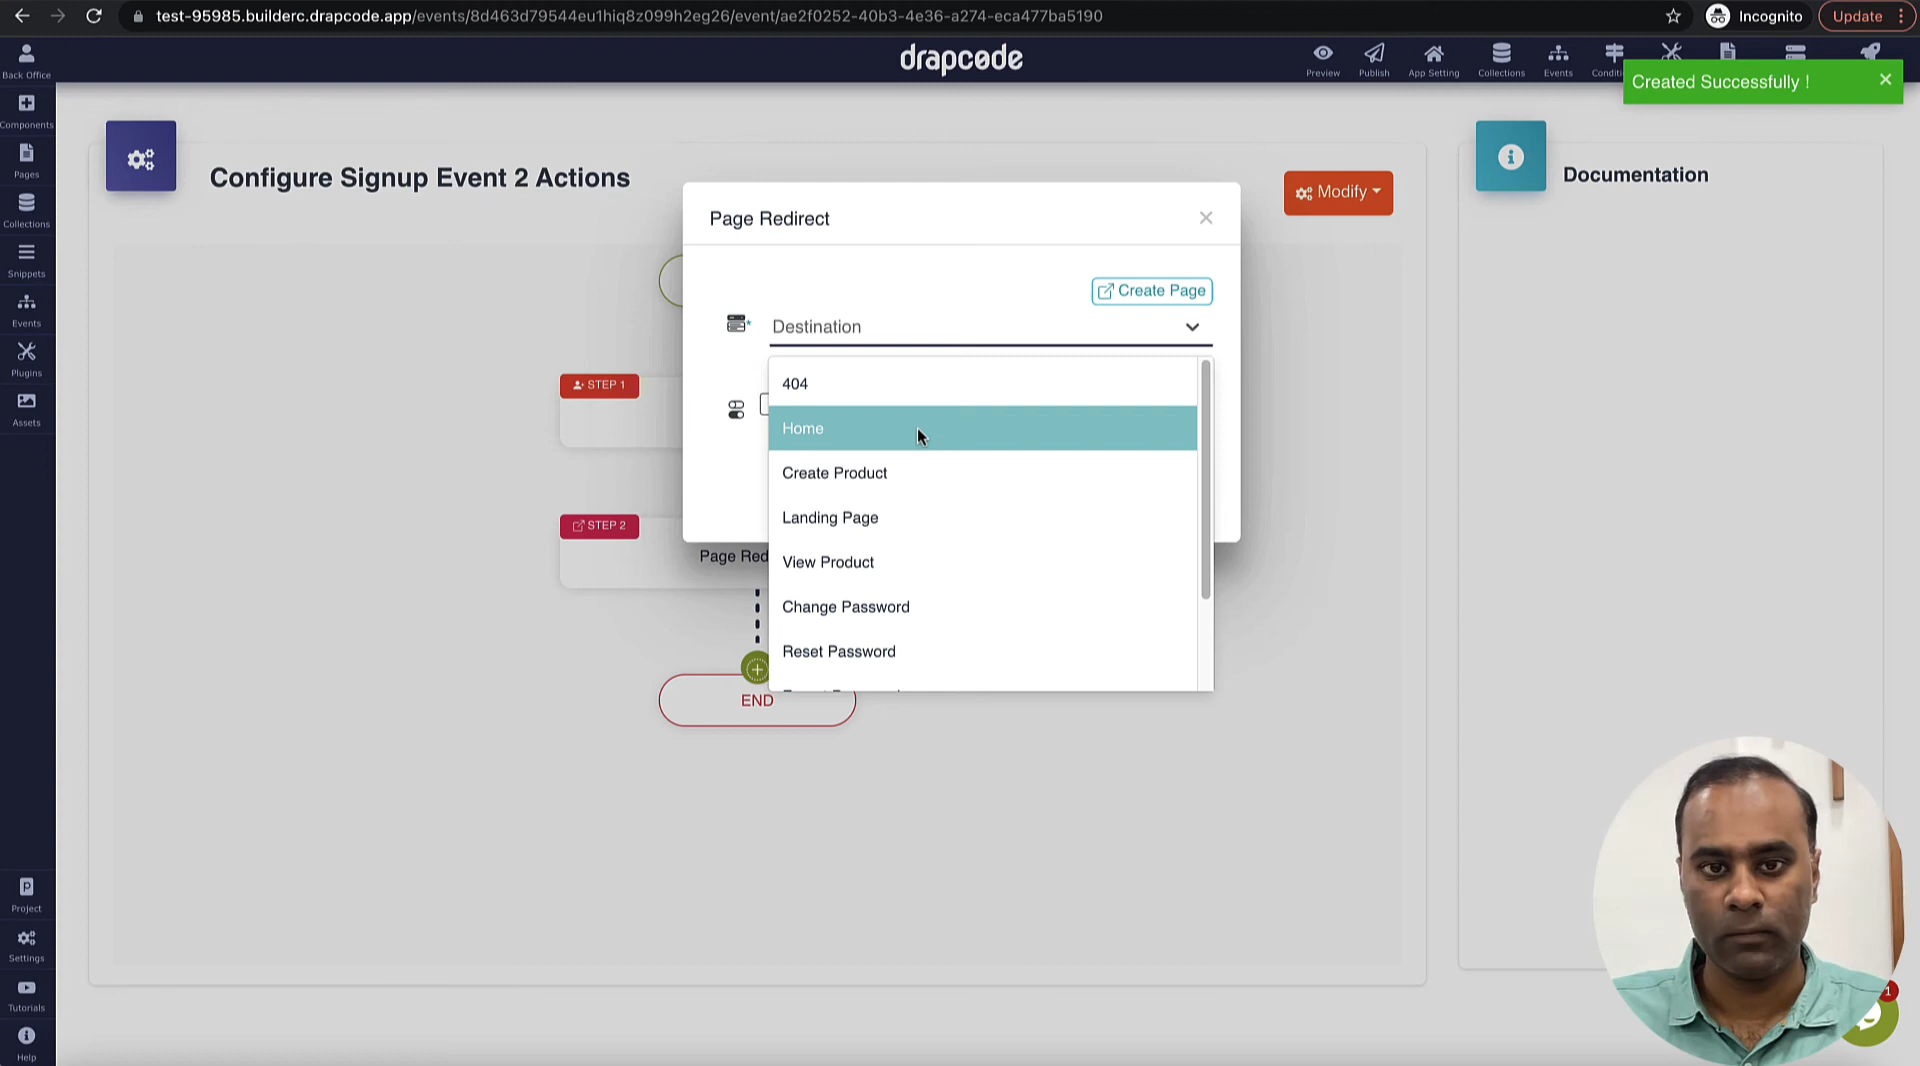 test-95985.builderc.drapcode.app/events/8d463d79544eu1hiq8z099h2eg26/event/ae2f0252-40b3-4e36-a274-eca477ba5190
Incognito
Update
Back Office
drapcode
Preview
Publish
App Setting
Collections
Events
Created Successfully !
Components
Pages
Collections
Snippets
Events
Plugins
Assets
Project
Settings
Tutorials
Help
Configure Signup Event 2 Actions
Modify
Documentation
Page Redirect
Create Page
Destination
404
Home
Create Product
Landing Page
View Product
Change Password
Reset Password
STEP 1
STEP 2
Page Red
END
1